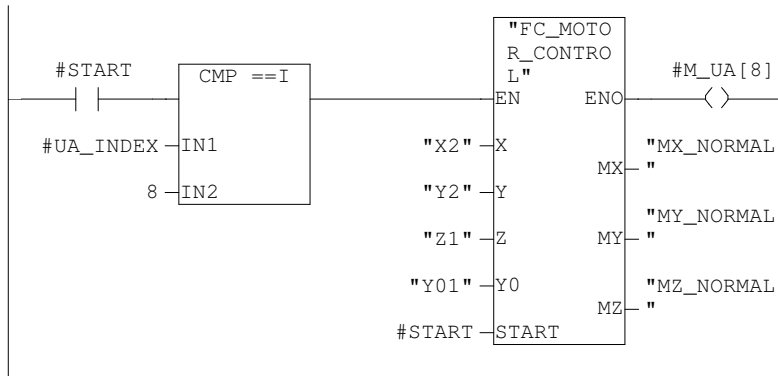 "FC_MOTO
R_CONTRO
L"
#START
CMP ==I
#M_UA[8]
EN ENO
#UA_INDEX IN1
"X2" X
"MX_NORMAL
MX "
8 IN2
"Y2" Y
"MY_NORMAL
"Z1" Z
MY "
"Y01" Y0
"MZ_NORMAL
MZ "
#START START